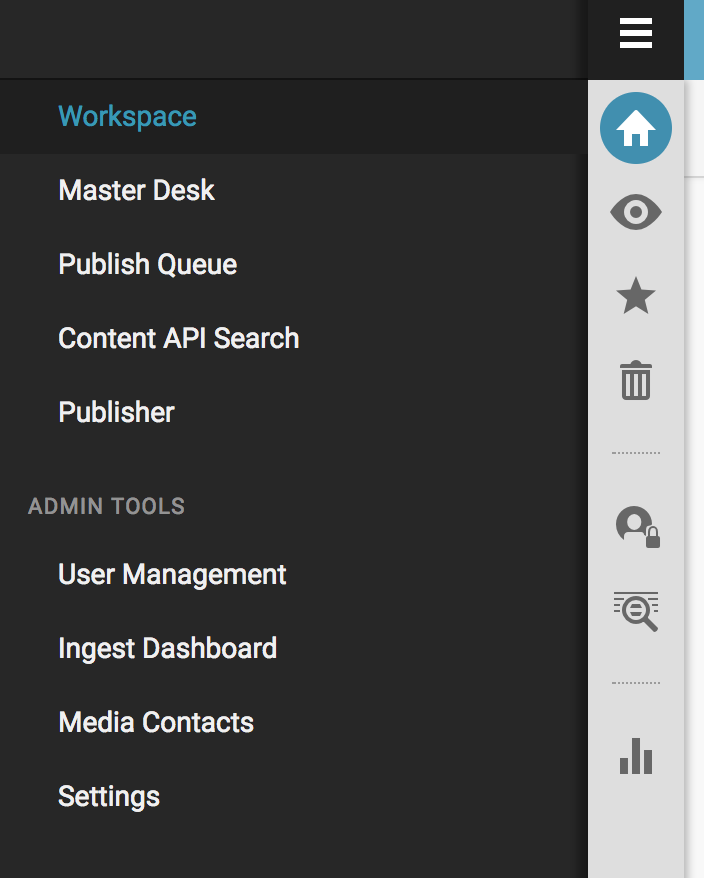 Workspace
Master Desk
Publish Queue
Content API Search
Publisher
ADMIN TOOLS
User Management
Ingest Dashboard
Media Contacts
Settings